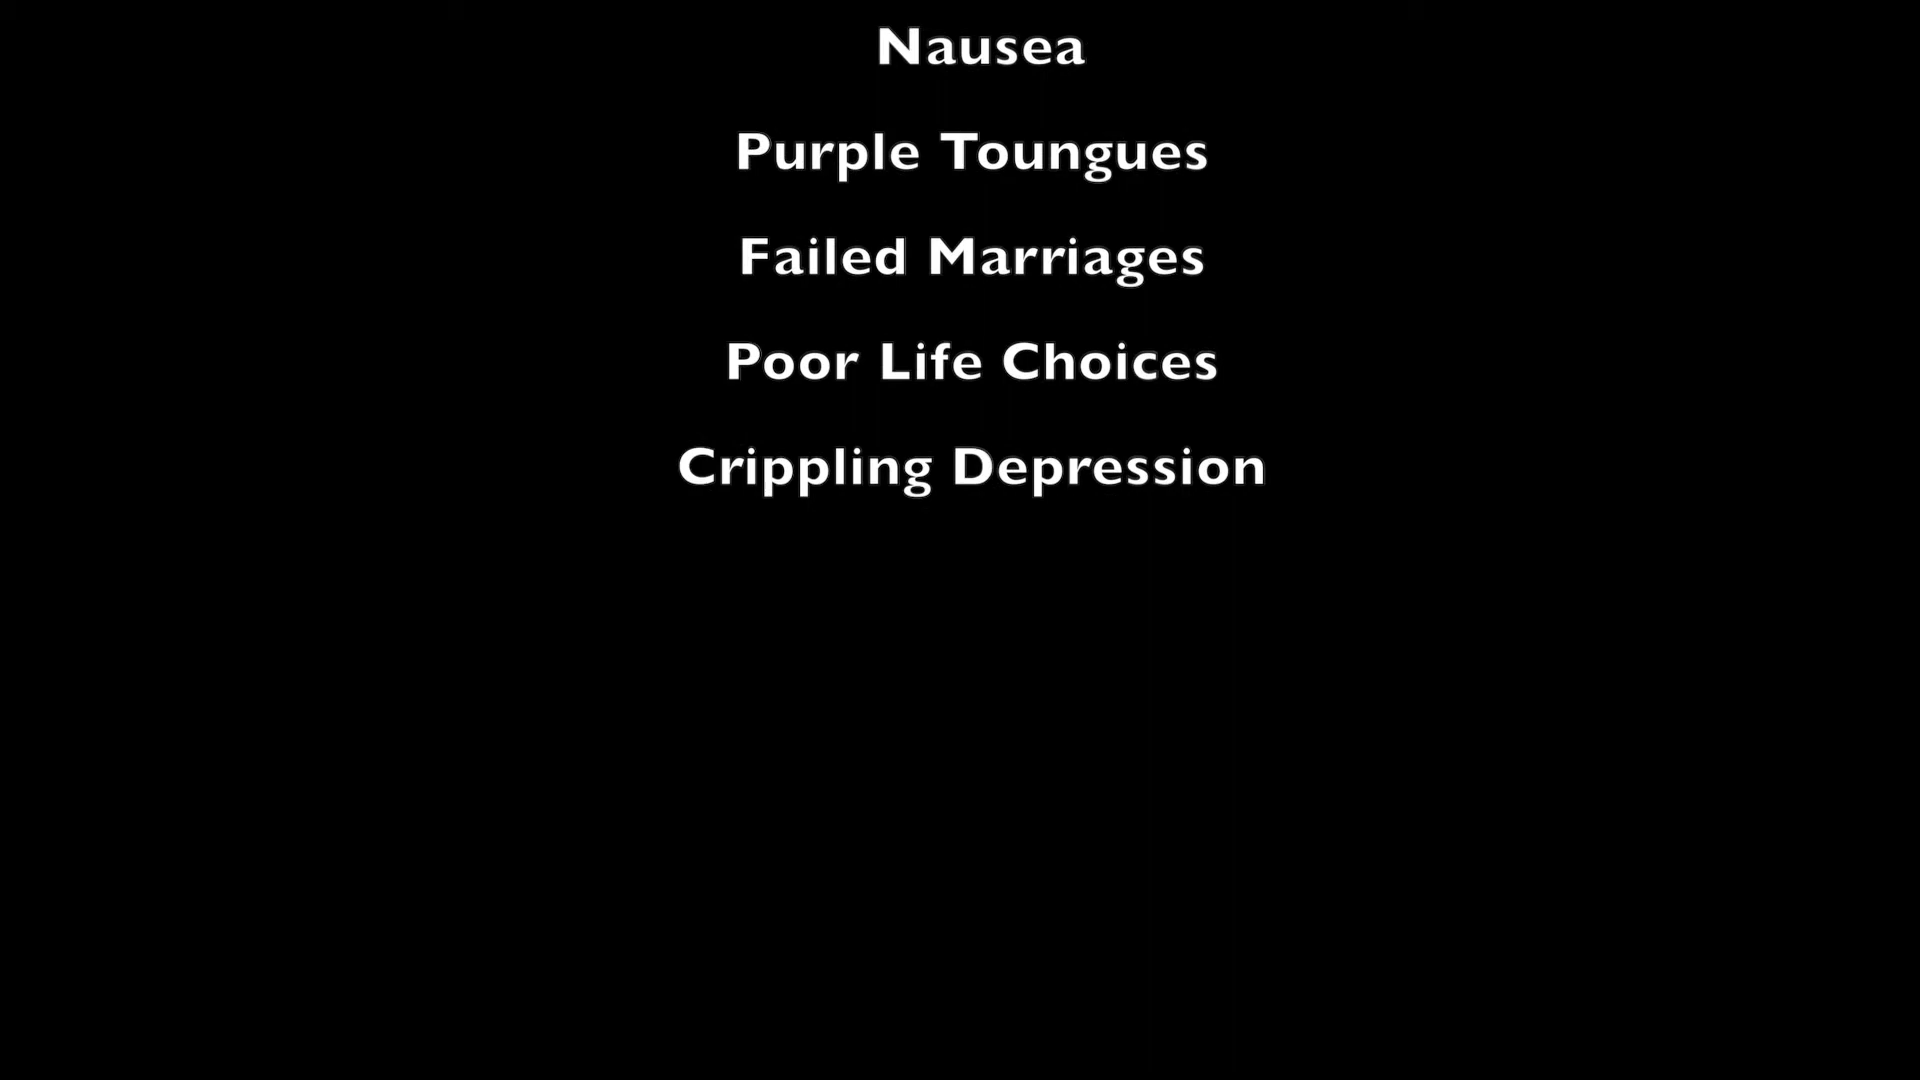 Nausea
Purple Toungues
Failed Marriages
Poor Life Choices
Crippling Depression